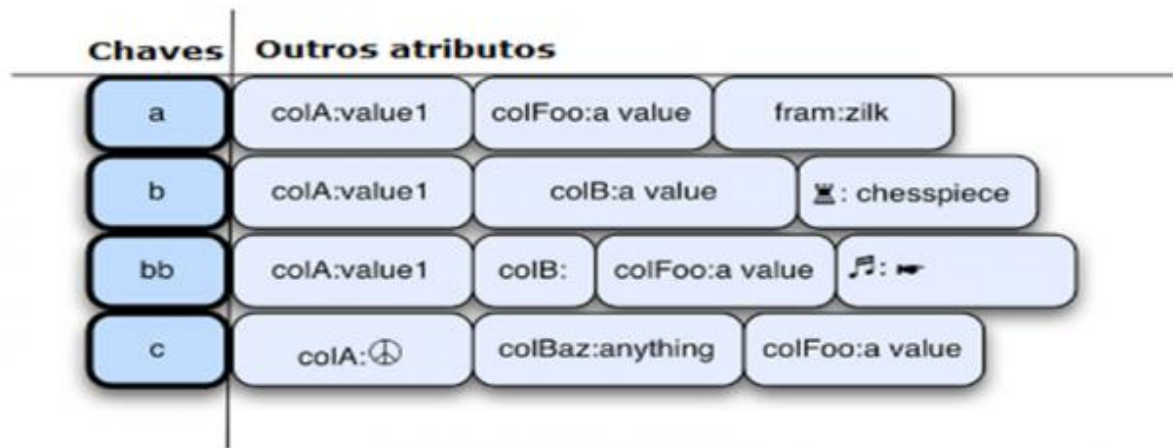 Chaves Outros atributos
a colA:value1 colFoo:a value fram:zilk
b colA:value1 colB:a value ♜: chesspiece
bb colA:value1 colB: colFoo:a value ♬: ☛
c colA:☮ colBaz:anything colFoo:a value